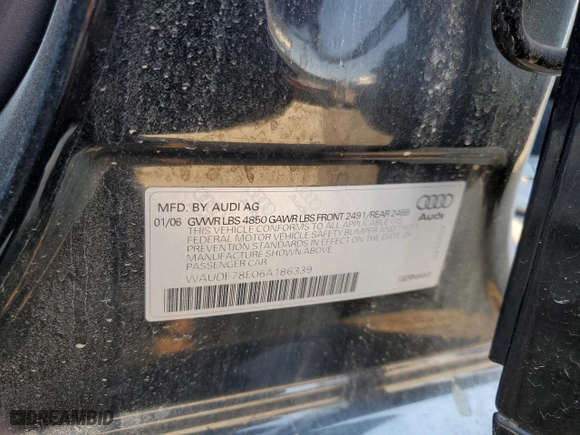 MFD. BY AUDI AG
01/06 GVWR LBS 4850 GAWR LBS FRONT 2491/REAR 2469
THIS VEHICLE CONFORMS TO ALL APPLICABLE U.S.
FEDERAL MOTOR VEHICLE SAFETY BUMPER AND THEFT
PREVENTION STANDARDS IN EFFECT ON THE DATE OF
MANUFACTURE SHOWN ABOVE
PASSENGER CAR
WAUDF78E06A186339
Audi
GERMANY
DREAMBID